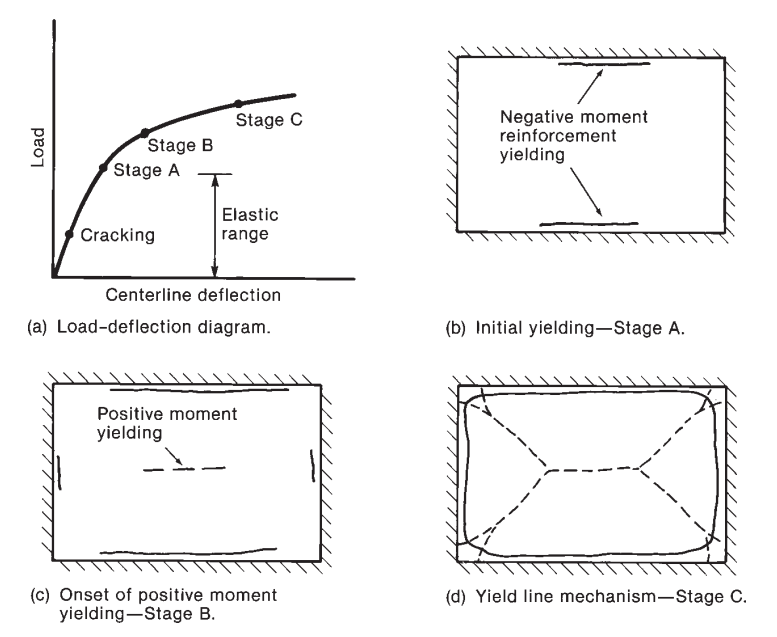 Load
Stage C
Stage B
Stage A
Elastic
range
Cracking
Centerline deflection
(a) Load–deflection diagram.
Negative moment
reinforcement
yielding
(b) Initial yielding—Stage A.
Positive moment
yielding
(c) Onset of positive moment
yielding—Stage B.
(d) Yield line mechanism—Stage C.